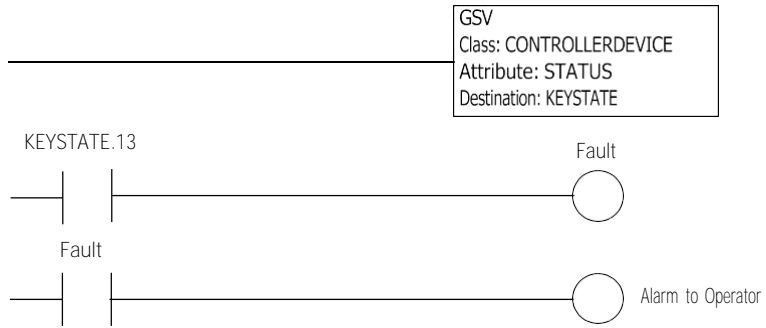 GSV
Class: CONTROLLERDEVICE
Attribute: STATUS
Destination: KEYSTATE
KEYSTATE.13
Fault
Fault
Alarm to Operator